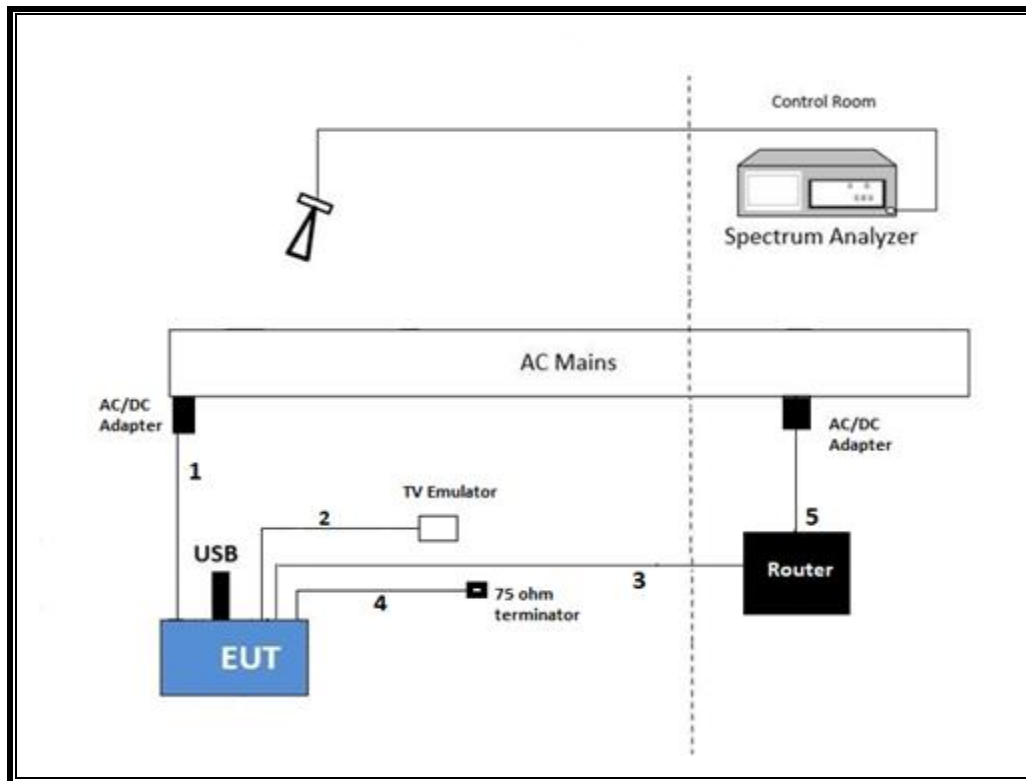 Control Room
Spectrum Analyzer
AC Mains
AC/DC
Adapter
AC/DC
Adapter
1
TV Emulator
2
5
USB
Router
3
4
75 ohm
terminator
EUT